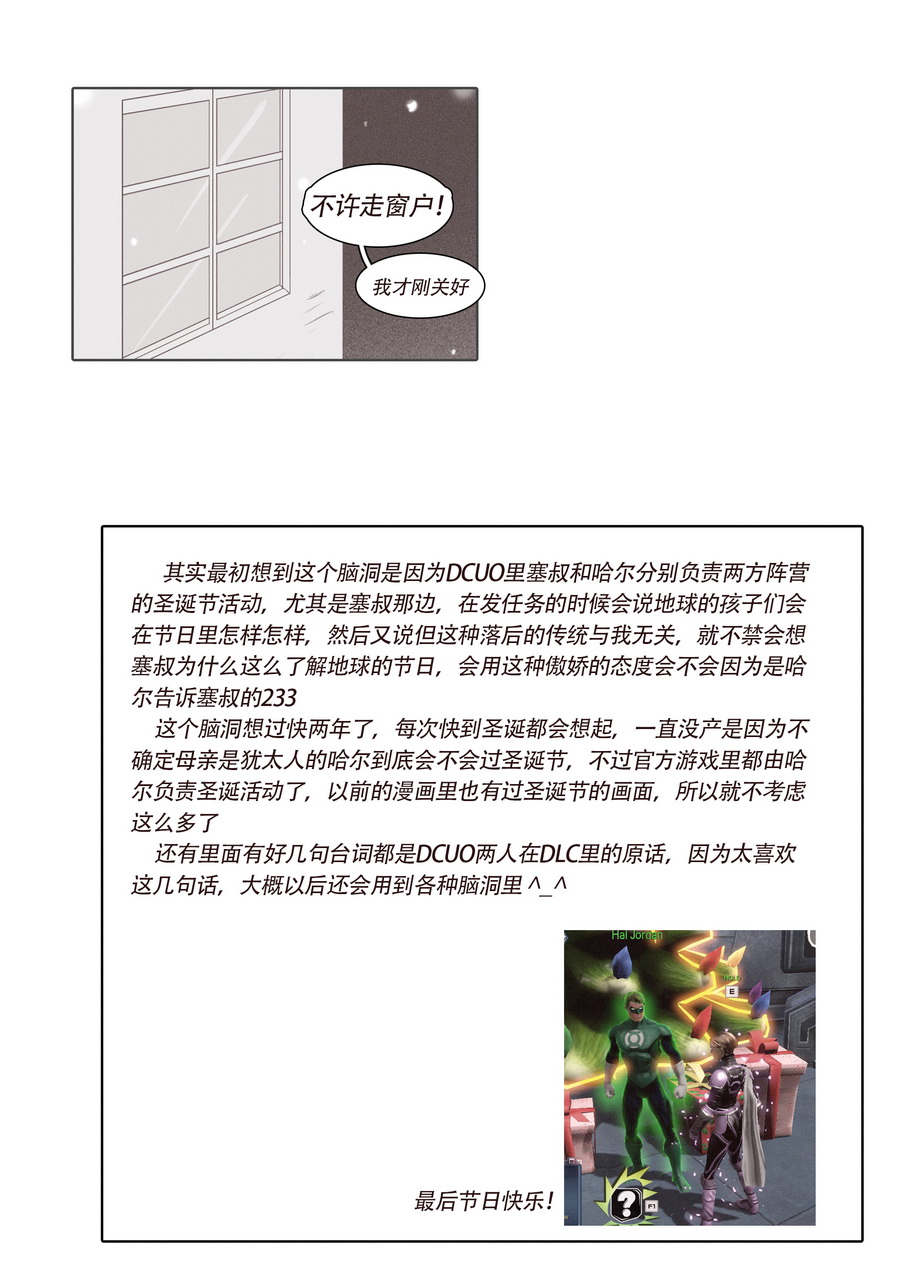 不许走窗户！
我才刚关好
其实最初想到这个脑洞是因为DCUO里塞叔和哈尔分别负责两方阵营
的圣诞节活动，尤其是塞叔那边，在发任务的时候会说地球的孩子们会
在节日里怎样怎样，然后又说但这种落后的传统与我无关，就不禁会想
塞叔为什么这么了解地球的节日，会用这种傲娇的态度会不会因为是哈
尔告诉塞叔的233
这个脑洞想过快两年了，每次快到圣诞都会想起，一直没产是因为不
确定母亲是犹太人的哈尔到底会不会过圣诞节，不过官方游戏里都由哈
尔负责圣诞活动了，以前的漫画里也有过圣诞节的画面，所以就不考虑
这么多了
还有里面有好几句台词都是DCUO两人在DLC里的原话，因为太喜欢
这几句话，大概以后还会用到各种脑洞里 ^_^
Hal Jordan
E
?
F1
最后节日快乐！